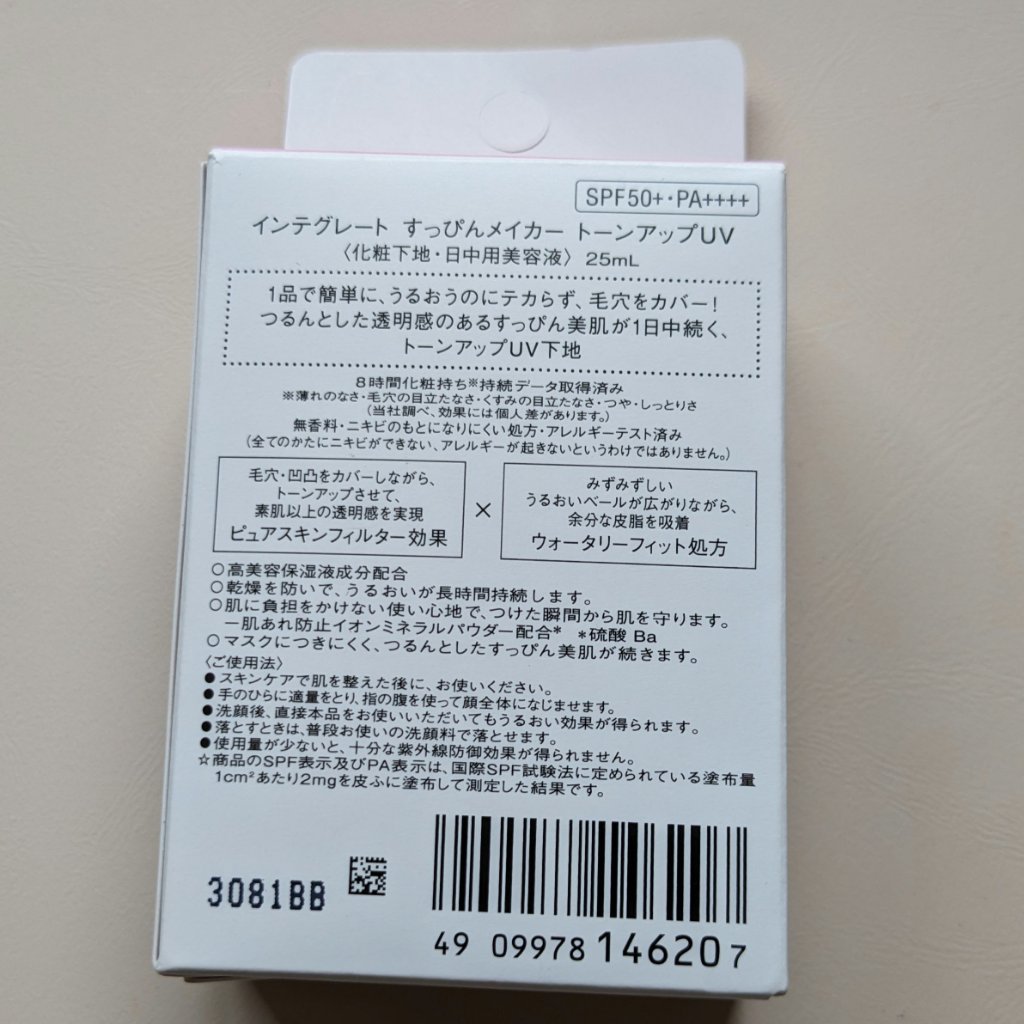 SPF50+・PA++++
インテグレート すっぴんメイカー トーンアップUV
〈化粧下地・日中用美容液〉 25mL
1品で簡単に、うるおうのにテカらず、毛穴をカバー!
つるんとした透明感のあるすっぴん美肌が1日中続く、
トーンアップUV下地
8時間化粧持ち※持続データ取得済み
※薄れのなさ・毛穴の目立たなさ・くすみの目立たなさ・つや・しっとりさ
(当社調べ、効果には個人差があります。)
無香料・ニキビのもとになりにくい処方・アレルギーテスト済み
(全てのかたにニキビができない、アレルギーが起きないというわけではありません。)
毛穴・凹凸をカバーしながら、
トーンアップさせて、
素肌以上の透明感を実現
ピュアスキンフィルター効果
×
みずみずしい
うるおいベールが広がりながら、
余分な皮脂を吸着
ウォータリーフィット処方
○高美容保湿液成分配合
○乾燥を防いで、うるおいが長時間持続します。
○肌に負担をかけない使い心地で、つけた瞬間から肌を守ります。
ー肌あれ防止イオンミネラルパウダー配合* *硫酸 Ba
○マスクにつきにくく、つるんとしたすっぴん美肌が続きます。
〈ご使用法〉
●スキンケアで肌を整えた後に、お使いください。
●手のひらに適量をとり、指の腹を使って顔全体になじませます。
●洗顔後、直接本品をお使いいただいてもうるおい効果が得られます。
●落とすときは、普段お使いの洗顔料で落とせます。
●使用量が少ないと、十分な紫外線防御効果が得られません。
☆商品のSPF表示及びPA表示は、国際SPF試験法に定められている塗布量
1cm²あたり2mgを皮ふに塗布して測定した結果です。
3081BB
49 09978 146207